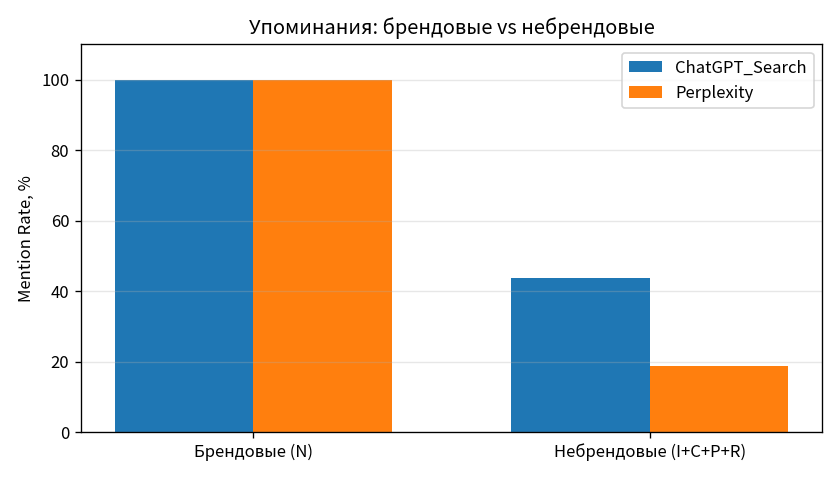 Упоминания: брендовые vs небрендовые
ChatGPT_Search
Perplexity
Mention Rate, %
100
80
60
40
20
0
Брендовые (N)
Небрендовые (I+C+P+R)